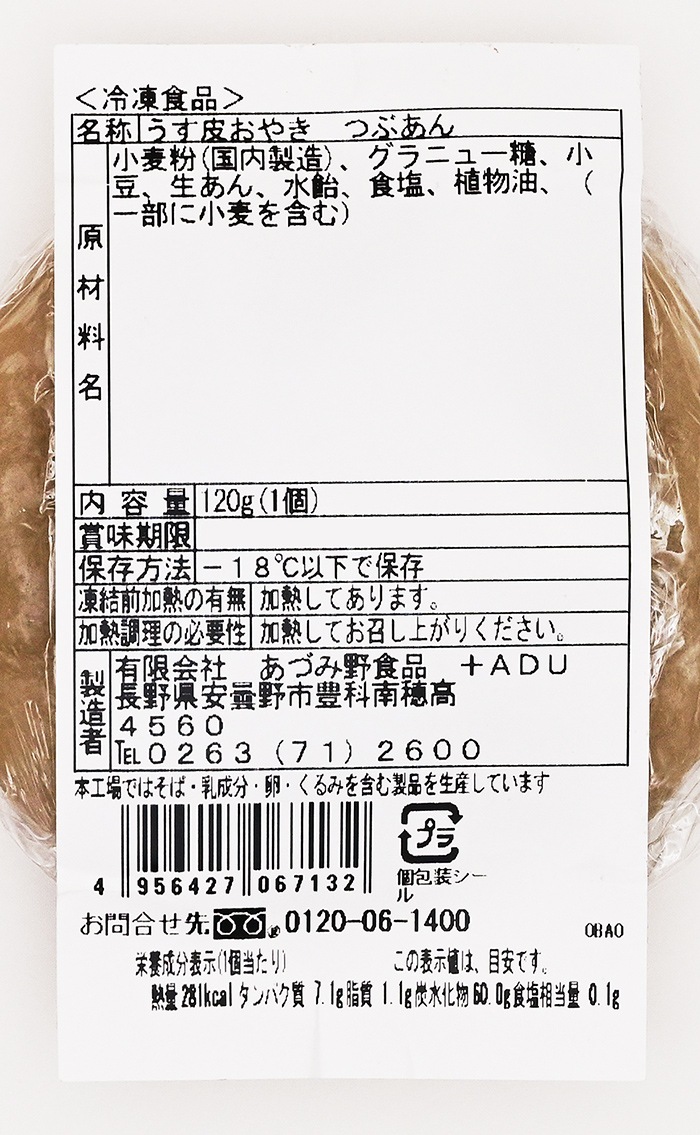 ＜冷凍食品＞
名称 うす皮おやき　つぶあん
原材料名
小麦粉(国内製造)、グラニュー糖、小
豆、生あん、水飴、食塩、植物油、（
一部に小麦を含む）
内容量 120g(1個)
賞味期限
保存方法 －１８℃以下で保存
凍結前加熱の有無 加熱してあります。
加熱調理の必要性 加熱してお召し上がりください。
製造者
有限会社　あづみ野食品　＋ＡＤＵ
長野県安曇野市豊科南穂高
４５６０
℡０２６３（７１）２６００
本工場ではそば・乳成分・卵・くるみを含む製品を生産しています
4 956427 067132
プラ
個包装シー
ル
お問合せ先 0120-06-1400
OBAO
栄養成分表示(1個当たり)　この表示値は、目安です。
熱量 281kcal タンパク質 7.1g 脂質 1.1g 炭水化物 60.0g 食塩相当量 0.1g